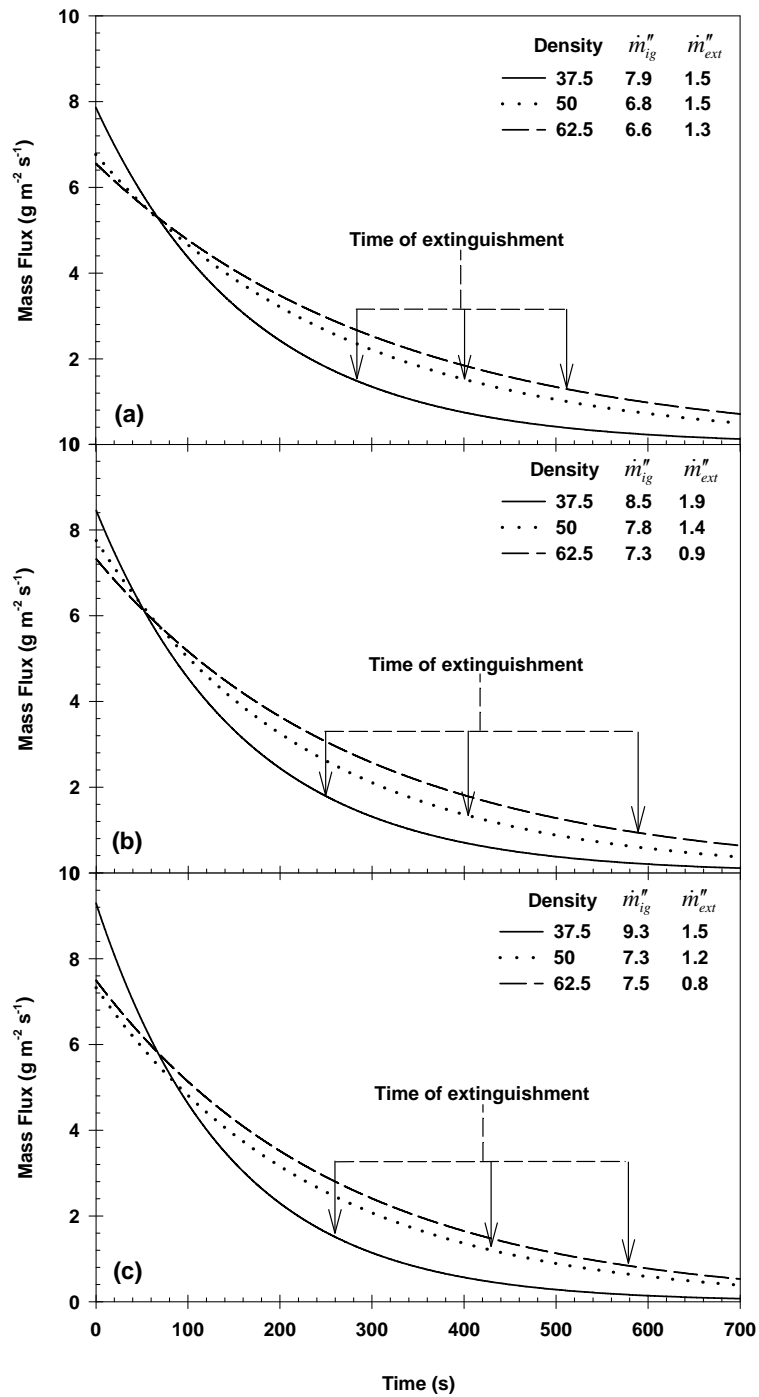 10
Density ṁ″ig ṁ″ext
37.5 7.9 1.5
50 6.8 1.5
62.5 6.6 1.3
8
6
Mass Flux (g m⁻² s⁻¹)
Time of extinguishment
4
2
(a)
0
10
Density ṁ″ig ṁ″ext
37.5 8.5 1.9
50 7.8 1.4
62.5 7.3 0.9
8
6
Mass Flux (g m⁻² s⁻¹)
Time of extinguishment
4
2
(b)
0
10
Density ṁ″ig ṁ″ext
37.5 9.3 1.5
50 7.3 1.2
62.5 7.5 0.8
8
6
Mass Flux (g m⁻² s⁻¹)
Time of extinguishment
4
2
(c)
0
0 100 200 300 400 500 600 700
Time (s)